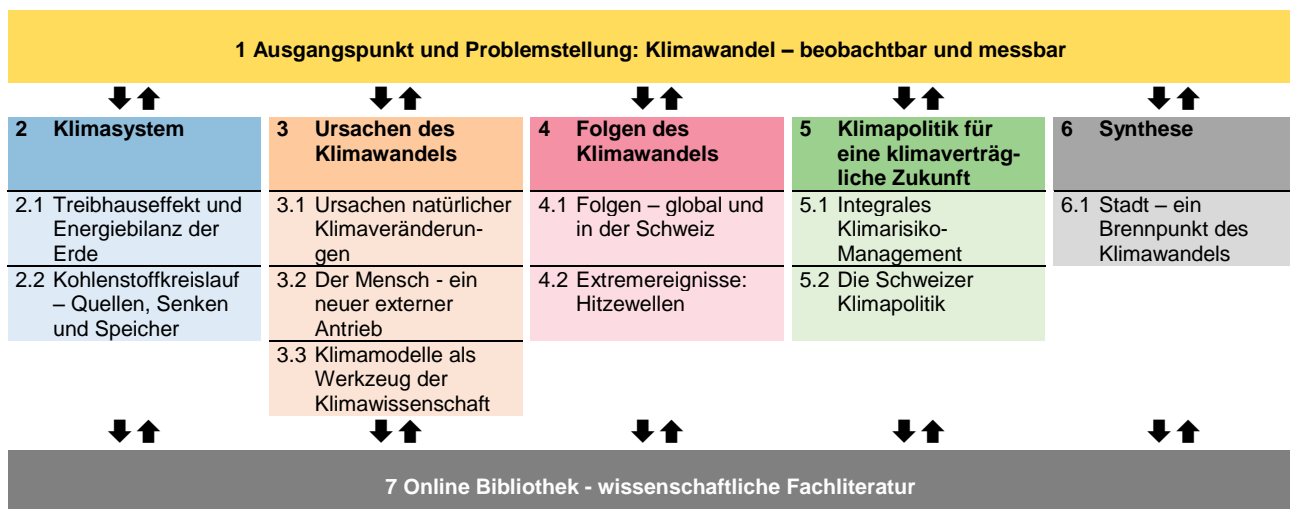 1 Ausgangspunkt und Problemstellung: Klimawandel – beobachtbar und messbar
2 Klimasystem
2.1 Treibhauseffekt und
Energiebilanz der
Erde
2.2 Kohlenstoffkreislauf
– Quellen, Senken
und Speicher
3 Ursachen des
Klimawandels
3.1 Ursachen natürlicher
Klimaveränderun-
gen
3.2 Der Mensch - ein
neuer externer
Antrieb
3.3 Klimamodelle als
Werkzeug der
Klimawissenschaft
4 Folgen des
Klimawandels
4.1 Folgen – global und
in der Schweiz
4.2 Extremereignisse:
Hitzewellen
5 Klimapolitik für
eine klimaverträg-
liche Zukunft
5.1 Integrales
Klimarisiko-
Management
5.2 Die Schweizer
Klimapolitik
6 Synthese
6.1 Stadt – ein
Brennpunkt des
Klimawandels
7 Online Bibliothek - wissenschaftliche Fachliteratur